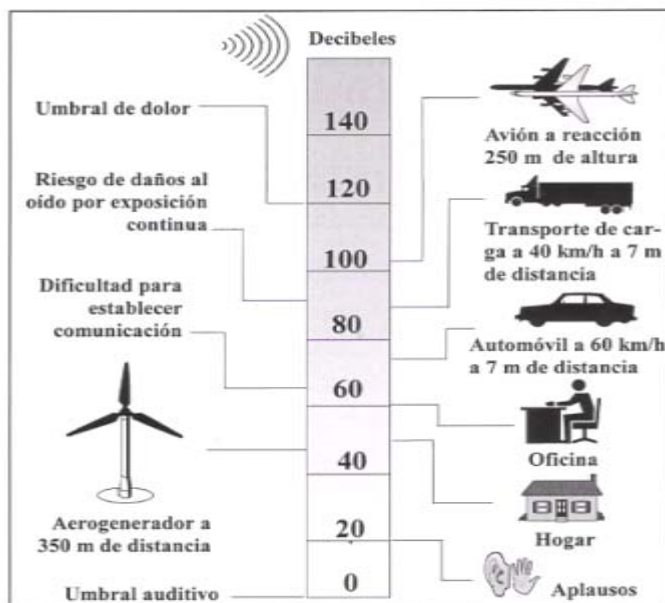 Decibeles
Umbral de dolor
Riesgo de daños al
oído por exposición
continua
Dificultad para
establecer
comunicación
Aerogenerador a
350 m de distancia
Umbral auditivo
140
120
100
80
60
40
20
0
Avión a reacción
250 m de altura
Transporte de car-
ga a 40 km/h a 7 m
de distancia
Automóvil a 60 km/h
a 7 m de distancia
Oficina
Hogar
Aplausos